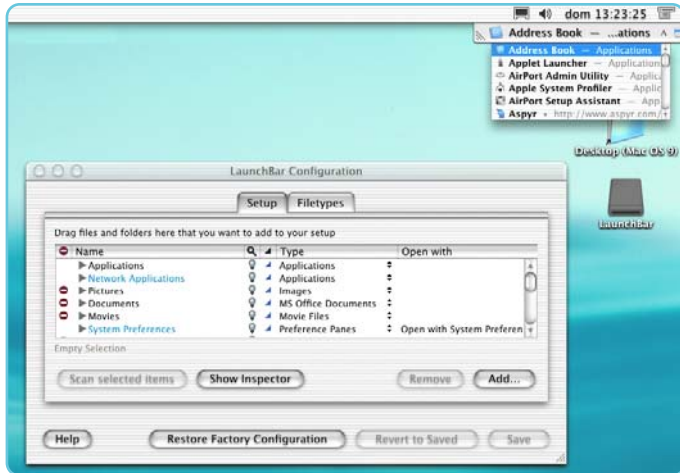 dom 13:23:25
Address Book — ...ations
Address Book — Applications
Applet Launcher — Application
AirPort Admin Utility — Applic
Apple System Profiler — Applic
AirPort Setup Assistant — App
Aspyr • http://www.aspyr.com/
Desktop (Mac OS 9)
LaunchBar
LaunchBar Configuration
Setup Filetypes
Drag files and folders here that you want to add to your setup
Name Type Open with
Applications Applications
Network Applications Applications
Pictures Images
Documents MS Office Documents
Movies Movie Files
System Preferences Preference Panes Open with System Preferen
Empty Selection
Scan selected items Show Inspector Remove Add...
Help Restore Factory Configuration Revert to Saved Save